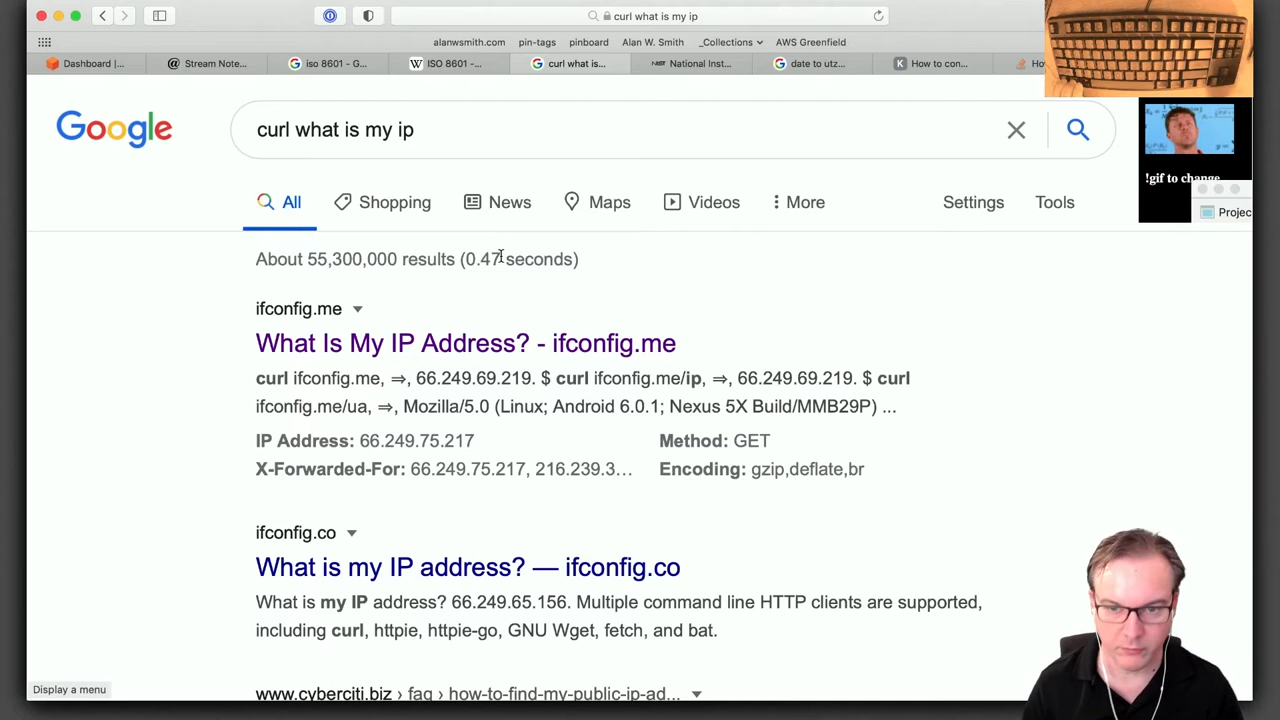 curl what is my ip
alanwsmith.com pin-tags pinboard Alan W. Smith _Collections AWS Greenfield
Dashboard |... Stream Note... iso 8601 - G... ISO 8601 -... curl what is... National Inst... date to utz... How to con...
Google
curl what is my ip
!gif to change
Projec
All Shopping News Maps Videos More Settings Tools
About 55,300,000 results (0.47 seconds)
ifconfig.me
What Is My IP Address? - ifconfig.me
curl ifconfig.me, ⇒, 66.249.69.219. $ curl ifconfig.me/ip, ⇒, 66.249.69.219. $ curl
ifconfig.me/ua, ⇒, Mozilla/5.0 (Linux; Android 6.0.1; Nexus 5X Build/MMB29P) ...
IP Address: 66.249.75.217 Method: GET
X-Forwarded-For: 66.249.75.217, 216.239.3... Encoding: gzip,deflate,br
ifconfig.co
What is my IP address? — ifconfig.co
What is my IP address? 66.249.65.156. Multiple command line HTTP clients are supported,
including curl, httpie, httpie-go, GNU Wget, fetch, and bat.
Display a menu
www.cyberciti.biz › faq › how-to-find-my-public-ip-ad...